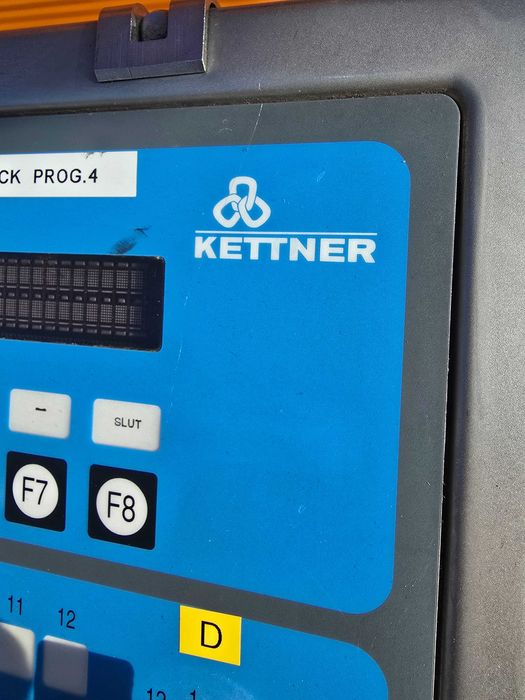 CK PROG.4
KETTNER
-
SLUT
F7
F8
11
12
D